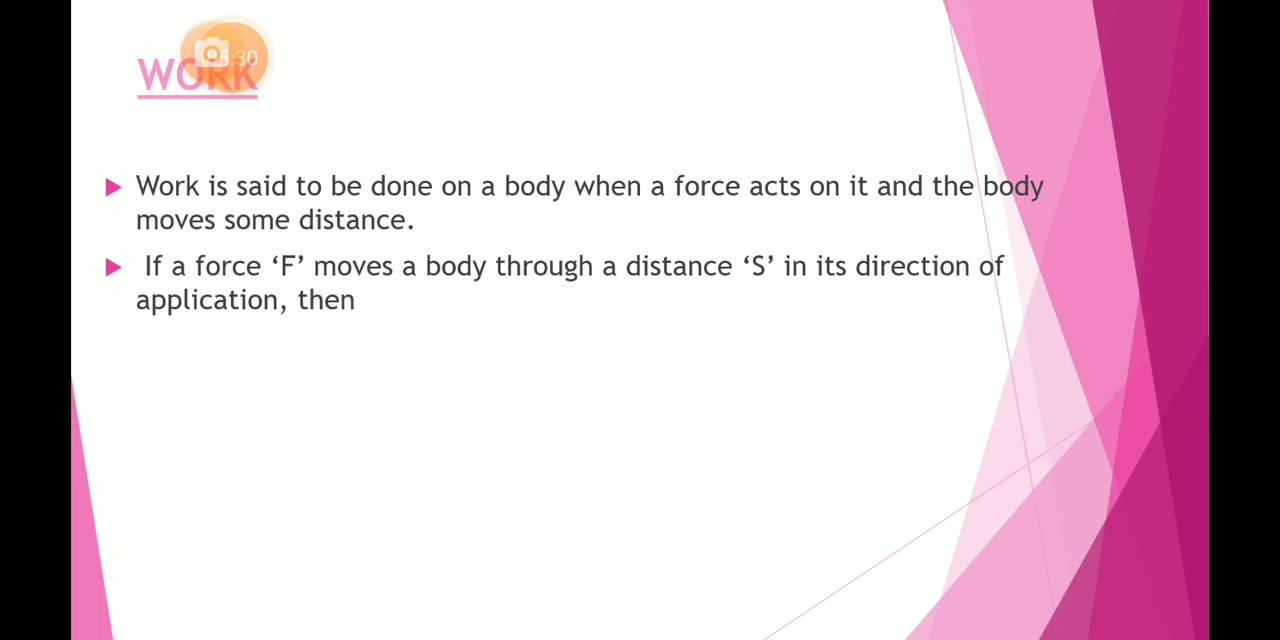 WORK
Work is said to be done on a body when a force acts on it and the body
moves some distance.
If a force ‘F’ moves a body through a distance ‘S’ in its direction of
application, then